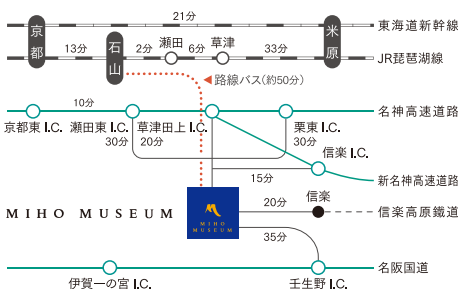 21分
京都
米原
東海道新幹線
石山
13分
2分
瀬田
6分
草津
33分
JR琵琶湖線
◀路線バス(約50分)
10分
名神高速道路
京都東 I.C.
瀬田東 I.C.
草津田上 I.C.
栗東 I.C.
30分
20分
30分
信楽 I.C.
15分
新名神高速道路
MIHO MUSEUM
MIHO
MUSEUM
20分
信楽
信楽高原鐵道
35分
名阪国道
伊賀一の宮 I.C.
壬生野 I.C.